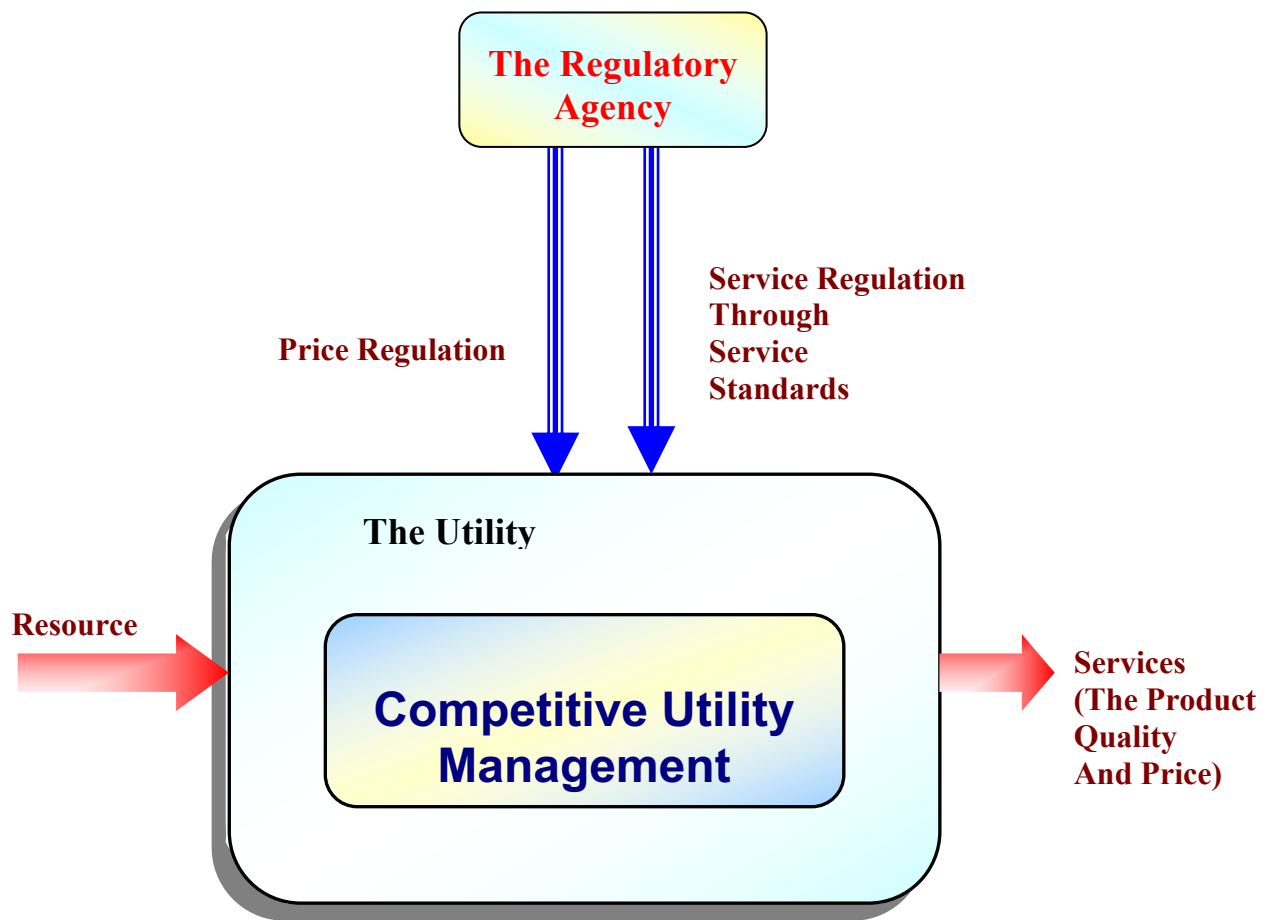 The Regulatory
Agency
Service Regulation
Through
Service
Standards
Price Regulation
The Utility
Resource
Competitive Utility
Management
Services
(The Product
Quality
And Price)